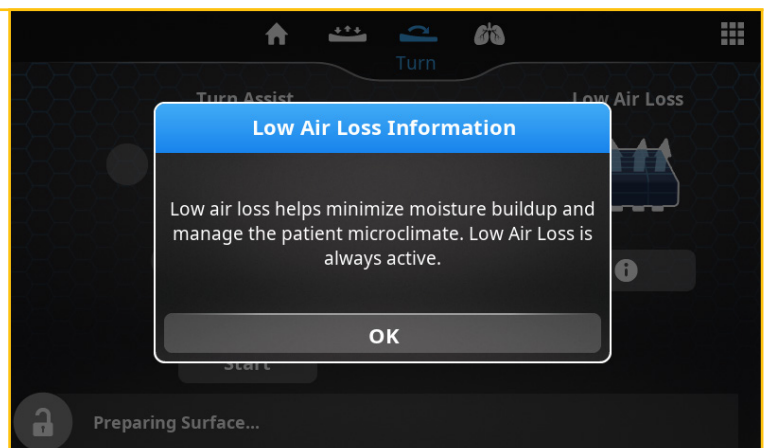 Turn
Turn Assist
Low Air Loss
Low Air Loss Information
Low air loss helps minimize moisture buildup and
manage the patient microclimate. Low Air Loss is
always active.
OK
Start
Preparing Surface...